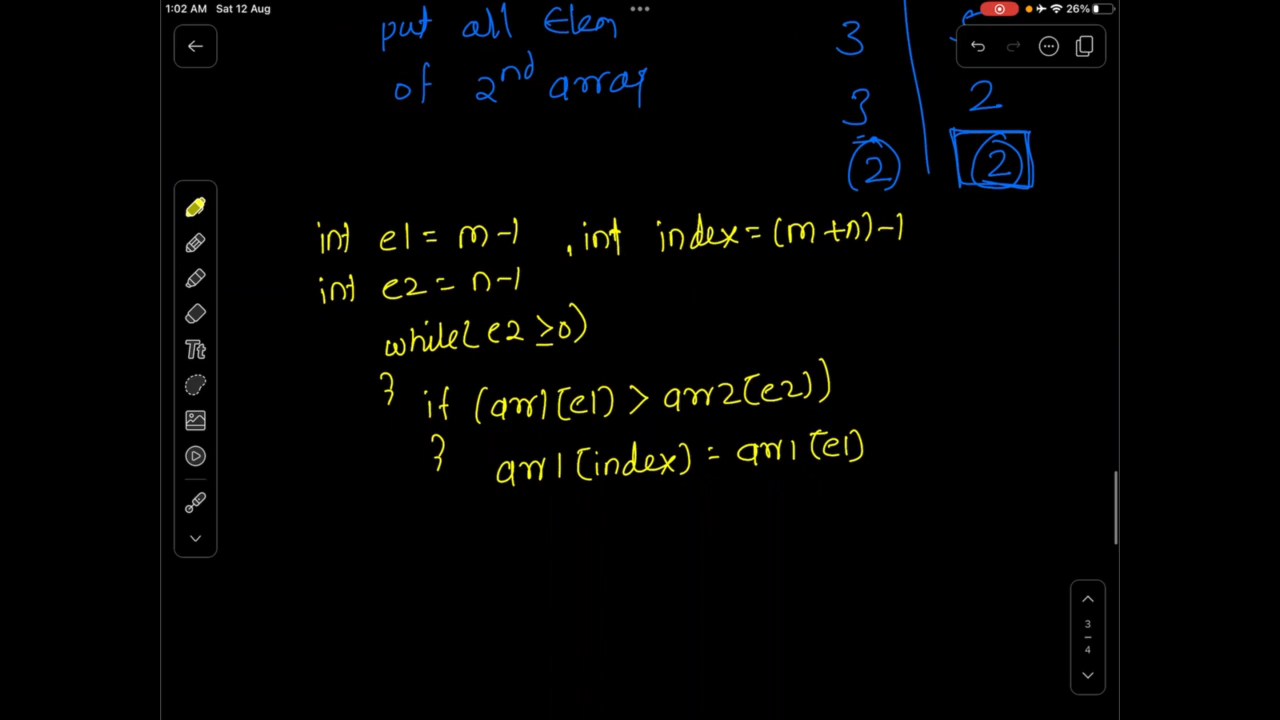 1:02 AM Sat 12 Aug
26%
put all Elem
of 2nd array
3
3 2
2 2
int e1 = m-1 , int index = (m+n)-1
int e2 = n-1
while( e2 ≥0)
} if (arr1[e1) > arr2[e2))
} arr1[index) = arr1[e1)
Tt
3
4